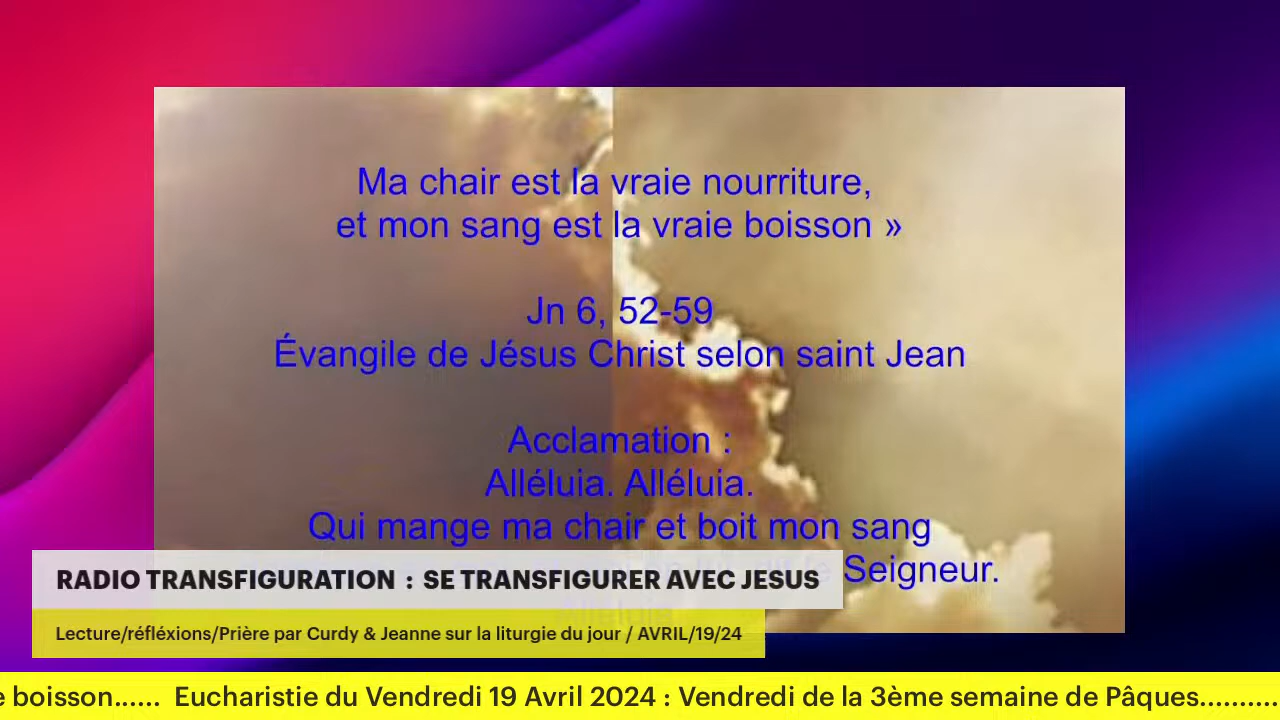 Ma chair est la vraie nourriture,
et mon sang est la vraie boisson »
Jn 6, 52-59
Évangile de Jésus Christ selon saint Jean
Acclamation :
Alléluia. Alléluia.
Qui mange ma chair et boit mon sang
Seigneur.
RADIO TRANSFIGURATION : SE TRANSFIGURER AVEC JESUS
Lecture/réfléxions/Prière par Curdy & Jeanne sur la liturgie du jour / AVRIL/19/24
e boisson...... Eucharistie du Vendredi 19 Avril 2024 : Vendredi de la 3ème semaine de Pâques..........